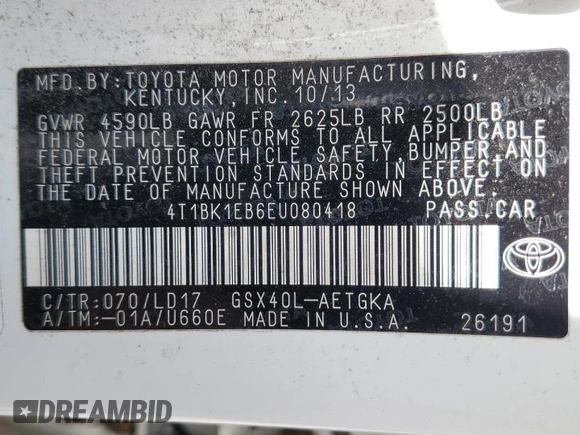 MFD. BY: TOYOTA MOTOR MANUFACTURING,
KENTUCKY, INC. 10/13
GVWR 4590LB GAWR FR 2625LB RR 2500LB
THIS VEHICLE CONFORMS TO ALL APPLICABLE
FEDERAL MOTOR VEHICLE SAFETY, BUMPER AND
THEFT PREVENTION STANDARDS IN EFFECT ON
THE DATE OF MANUFACTURE SHOWN ABOVE.
4T1BK1EB6EU080418 PASS. CAR
C/TR: 070/LD17 GSX40L-AETGKA
A/TM: -01A/U660E MADE IN U.S.A. 26191
DREAMBID